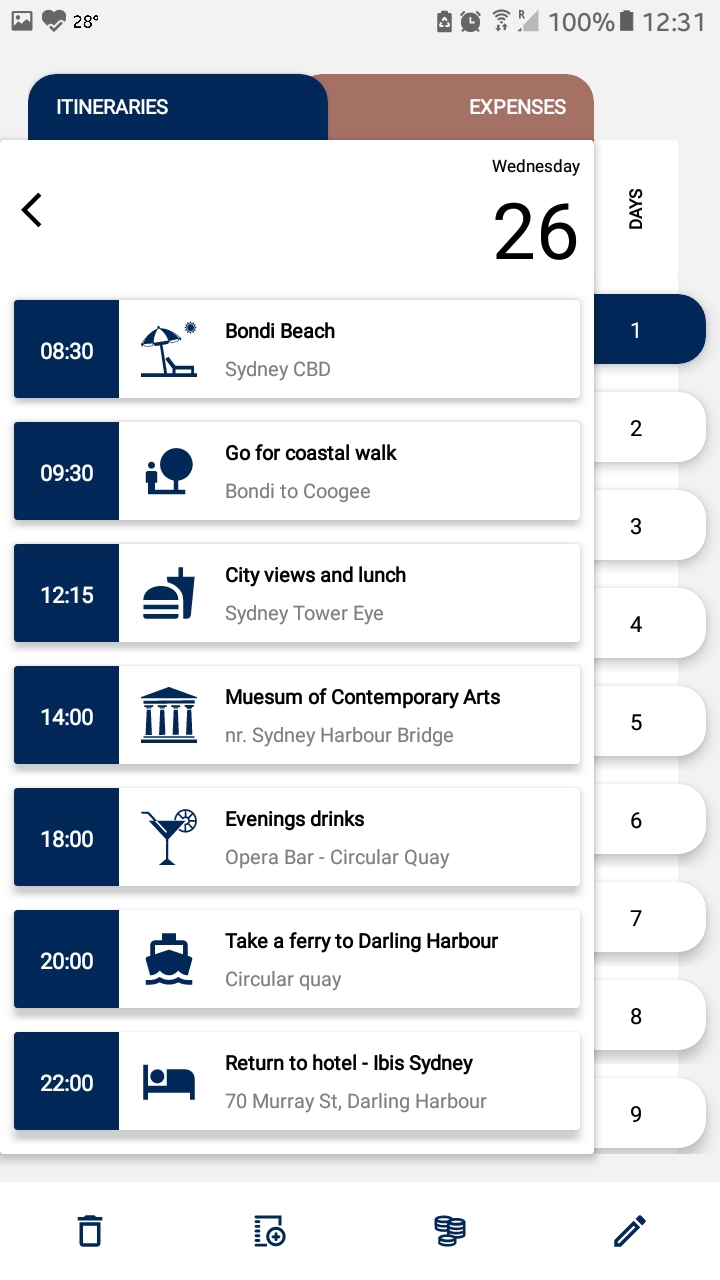 28° R 100% 12:31
ITINERARIES EXPENSES
Wednesday
26
DAYS
08:30 Bondi Beach
Sydney CBD
1
09:30 Go for coastal walk
Bondi to Coogee
2
12:15 City views and lunch
Sydney Tower Eye
3
14:00 Muesum of Contemporary Arts
nr. Sydney Harbour Bridge
4
18:00 Evenings drinks
Opera Bar - Circular Quay
5
20:00 Take a ferry to Darling Harbour
Circular quay
6
22:00 Return to hotel - Ibis Sydney
70 Murray St, Darling Harbour
7
8
9